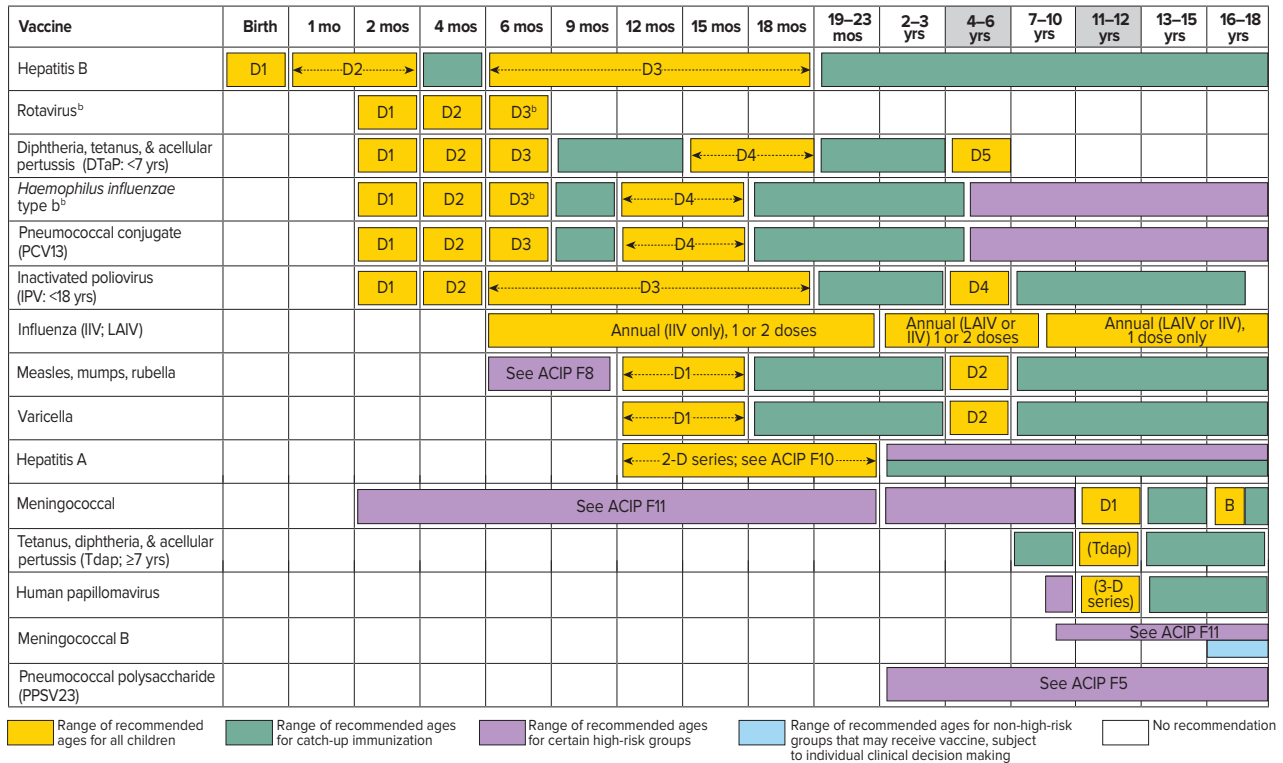 Vaccine Birth 1 mo 2 mos 4 mos 6 mos 9 mos 12 mos 15 mos 18 mos 19–23 mos 2–3 yrs 4–6 yrs 7–10 yrs 11–12 yrs 13–15 yrs 16–18 yrs
Hepatitis B D1 D2 D3
Rotavirusᵇ D1 D2 D3ᵇ
Diphtheria, tetanus, & acellular
pertussis (DTaP: <7 yrs) D1 D2 D3 D4 D5
Haemophilus influenzae
type bᵇ D1 D2 D3ᵇ D4
Pneumococcal conjugate
(PCV13) D1 D2 D3 D4
Inactivated poliovirus
(IPV: <18 yrs) D1 D2 D3 D4
Influenza (IIV; LAIV) Annual (IIV only), 1 or 2 doses Annual (LAIV or IIV) 1 or 2 doses Annual (LAIV or IIV), 1 dose only
Measles, mumps, rubella See ACIP F8 D1 D2
Varicella D1 D2
Hepatitis A 2-D series; see ACIP F10
Meningococcal See ACIP F11 D1 B
Tetanus, diphtheria, & acellular
pertussis (Tdap; ≥7 yrs) (Tdap)
Human papillomavirus (3-D series)
Meningococcal B See ACIP F11
Pneumococcal polysaccharide
(PPSV23) See ACIP F5
Range of recommended
ages for all children
Range of recommended ages
for catch-up immunization
Range of recommended ages
for certain high-risk groups
Range of recommended ages for non-high-risk
groups that may receive vaccine, subject
to individual clinical decision making
No recommendation